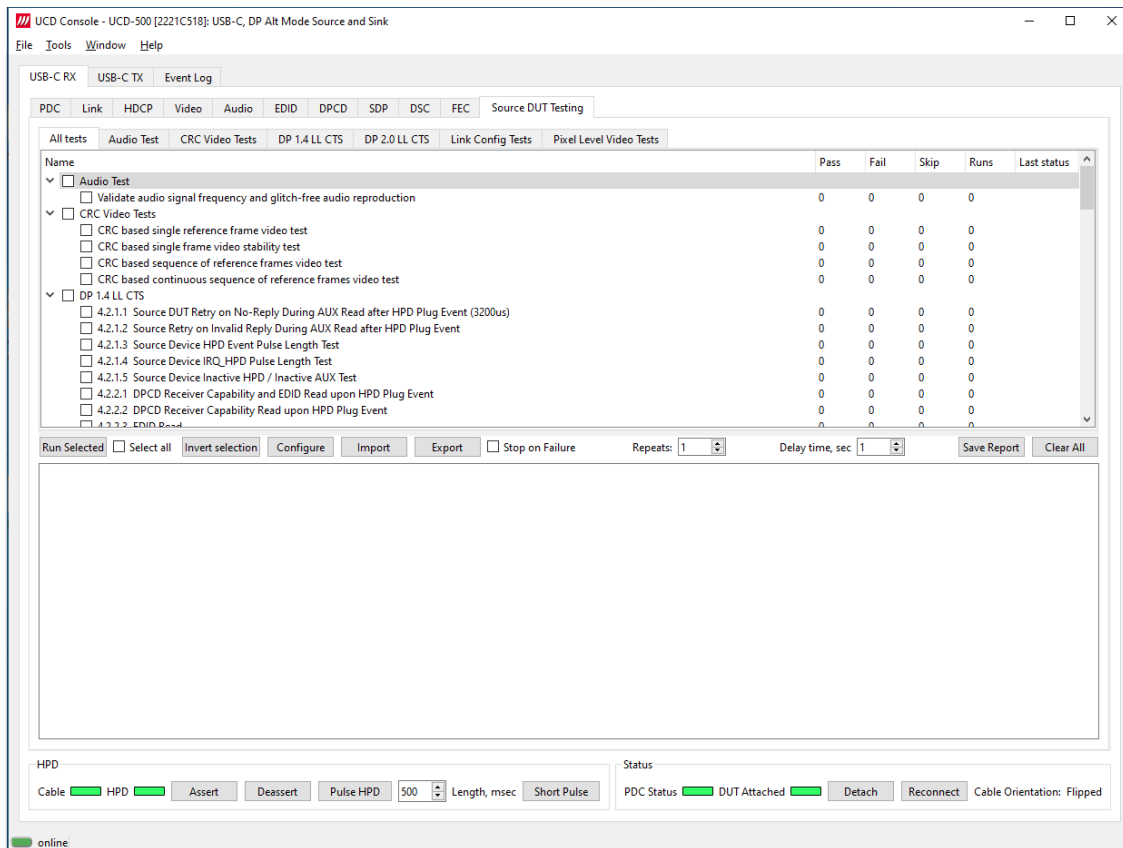 UCD Console - UCD-500 [2221C518]: USB-C, DP Alt Mode Source and Sink
File Tools Window Help
USB-C RX USB-C TX Event Log
PDC Link HDCP Video Audio EDID DPCD SDP DSC FEC Source DUT Testing
All tests Audio Test CRC Video Tests DP 1.4 LL CTS DP 2.0 LL CTS Link Config Tests Pixel Level Video Tests
Name Pass Fail Skip Runs Last status
Audio Test
Validate audio signal frequency and glitch-free audio reproduction 0 0 0 0
CRC Video Tests
CRC based single reference frame video test 0 0 0 0
CRC based single frame video stability test 0 0 0 0
CRC based sequence of reference frames video test 0 0 0 0
CRC based continuous sequence of reference frames video test 0 0 0 0
DP 1.4 LL CTS
4.2.1.1 Source DUT Retry on No-Reply During AUX Read after HPD Plug Event (3200us) 0 0 0 0
4.2.1.2 Source Retry on Invalid Reply During AUX Read after HPD Plug Event 0 0 0 0
4.2.1.3 Source Device HPD Event Pulse Length Test 0 0 0 0
4.2.1.4 Source Device IRQ_HPD Pulse Length Test 0 0 0 0
4.2.1.5 Source Device Inactive HPD / Inactive AUX Test 0 0 0 0
4.2.2.1 DPCD Receiver Capability and EDID Read upon HPD Plug Event 0 0 0 0
4.2.2.2 DPCD Receiver Capability Read upon HPD Plug Event 0 0 0 0
4.2.2.3 EDID Read 0 0 0 0
Run Selected Select all Invert selection Configure Import Export Stop on Failure Repeats: 1 Delay time, sec 1 Save Report Clear All
HPD Status
Cable HPD Assert Deassert Pulse HPD 500 Length, msec Short Pulse PDC Status DUT Attached Detach Reconnect Cable Orientation: Flipped
online